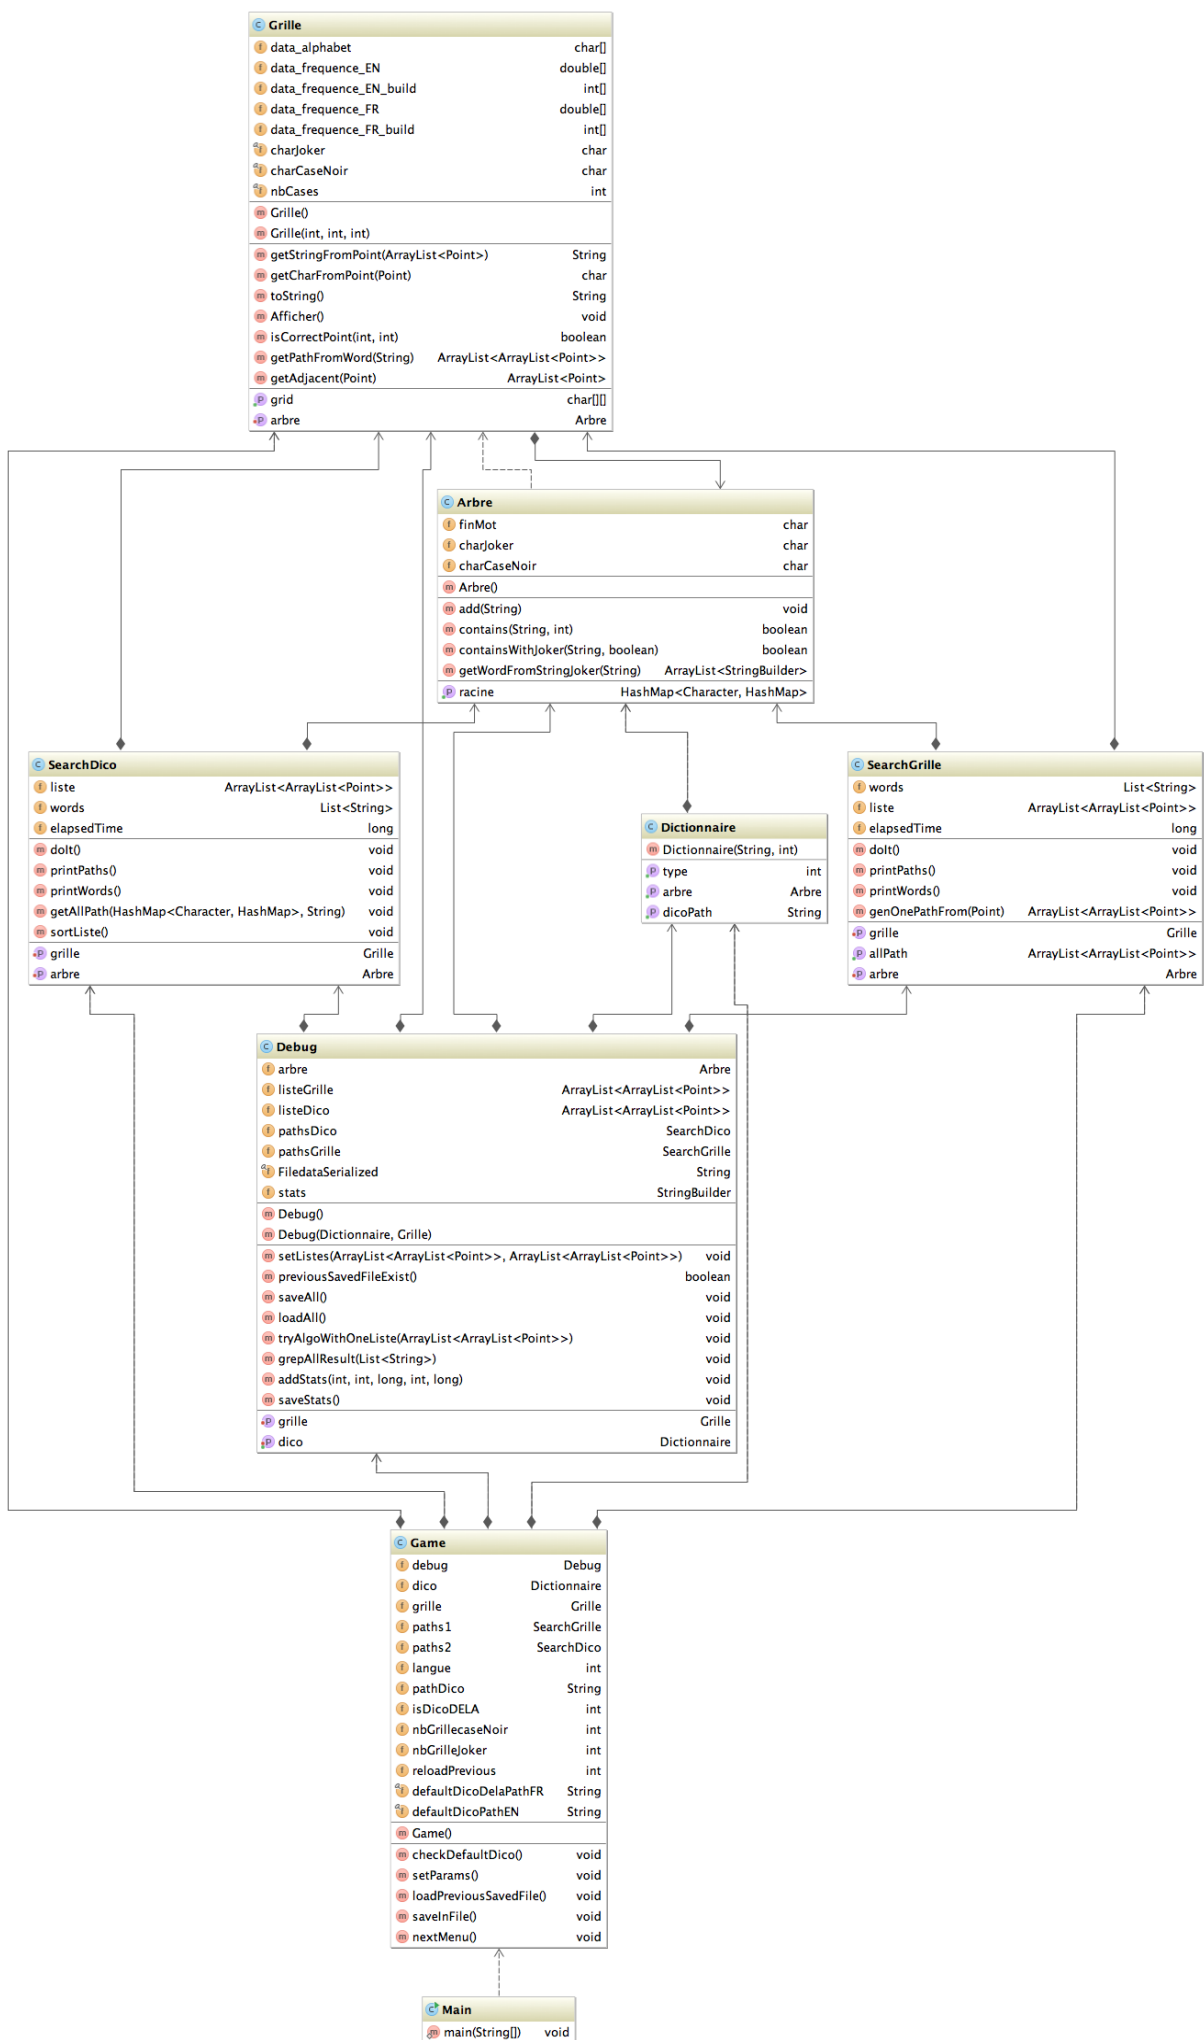 Grille
data_alphabet char[]
data_frequence_EN double[]
data_frequence_EN_build int[]
data_frequence_FR double[]
data_frequence_FR_build int[]
charJoker char
charCaseNoir char
nbCases int
Grille()
Grille(int, int, int)
getStringFromPoint(ArrayList<Point>) String
getCharFromPoint(Point) char
toString() String
Afficher() void
isCorrectPoint(int, int) boolean
getPathFromWord(String) ArrayList<ArrayList<Point>>
getAdjacent(Point) ArrayList<Point>
grid char[][]
arbre Arbre
Arbre
finMot char
charJoker char
charCaseNoir char
Arbre()
add(String) void
contains(String, int) boolean
containsWithJoker(String, boolean) boolean
getWordFromStringJoker(String) ArrayList<StringBuilder>
racine HashMap<Character, HashMap>
SearchDico
liste ArrayList<ArrayList<Point>>
words List<String>
elapsedTime long
doIt() void
printPaths() void
printWords() void
getAllPath(HashMap<Character, HashMap>, String) void
sortListe() void
grille Grille
arbre Arbre
Dictionnaire
Dictionnaire(String, int)
type int
arbre Arbre
dicoPath String
SearchGrille
words List<String>
liste ArrayList<ArrayList<Point>>
elapsedTime long
doIt() void
printPaths() void
printWords() void
genOnePathFrom(Point) ArrayList<ArrayList<Point>>
grille Grille
allPath ArrayList<ArrayList<Point>>
arbre Arbre
Debug
arbre Arbre
listeGrille ArrayList<ArrayList<Point>>
listeDico ArrayList<ArrayList<Point>>
pathsDico SearchDico
pathsGrille SearchGrille
FiledataSerialized String
stats StringBuilder
Debug()
Debug(Dictionnaire, Grille)
setListes(ArrayList<ArrayList<Point>>, ArrayList<ArrayList<Point>>) void
previousSavedFileExist() boolean
saveAll() void
loadAll() void
tryAlgoWithOneListe(ArrayList<ArrayList<Point>>) void
grepAllResult(List<String>) void
addStats(int, int, long, int, long) void
saveStats() void
grille Grille
dico Dictionnaire
Game
debug Debug
dico Dictionnaire
grille Grille
paths1 SearchGrille
paths2 SearchDico
langue int
pathDico String
isDicoDELA int
nbGrillecaseNoir int
nbGrilleJoker int
reloadPrevious int
defaultDicoDelaPathFR String
defaultDicoPathEN String
Game()
checkDefaultDico() void
setParams() void
loadPreviousSavedFile() void
saveInFile() void
nextMenu() void
Main
main(String[]) void